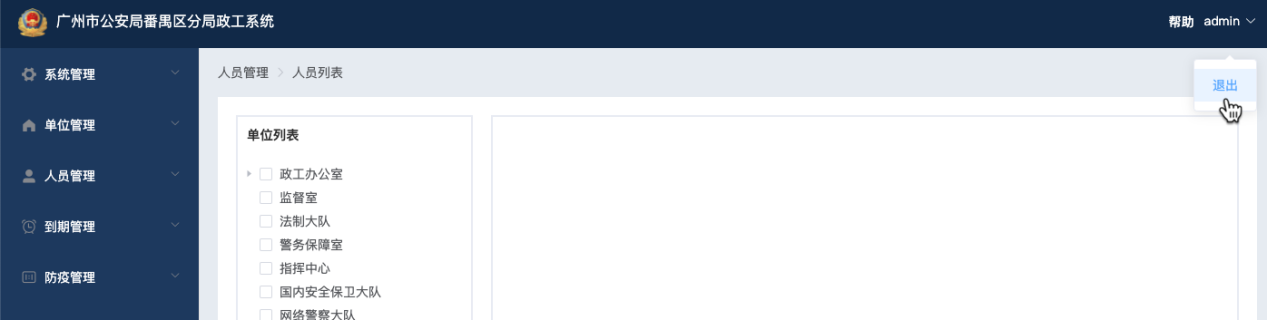 广州市公安局番禺区分局政工系统
帮助 admin
系统管理
单位管理
人员管理
到期管理
防疫管理
人员管理 > 人员列表
退出
单位列表
政工办公室
监督室
法制大队
警务保障室
指挥中心
国内安全保卫大队
网络警察大队